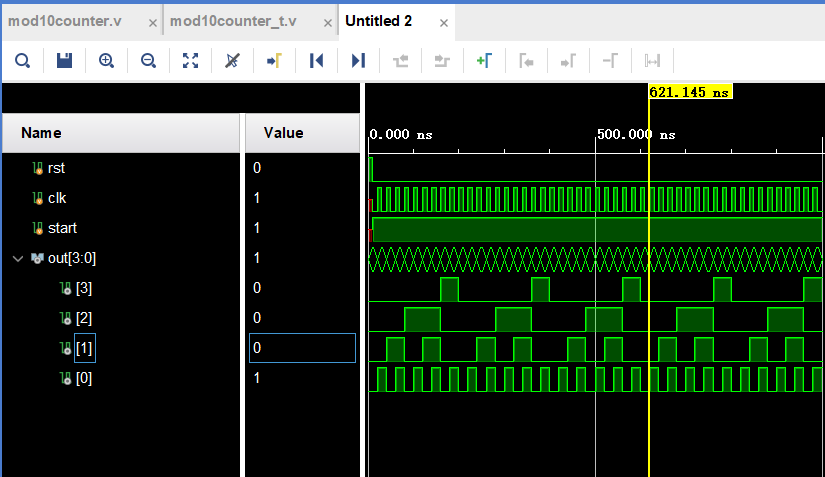 mod10counter.v × mod10counter_t.v × Untitled 2 ×
621.145 ns
Name Value 0.000 ns 500.000 ns
rst 0
clk 1
start 1
out[3:0] 1
[3] 0
[2] 0
[1] 0
[0] 1